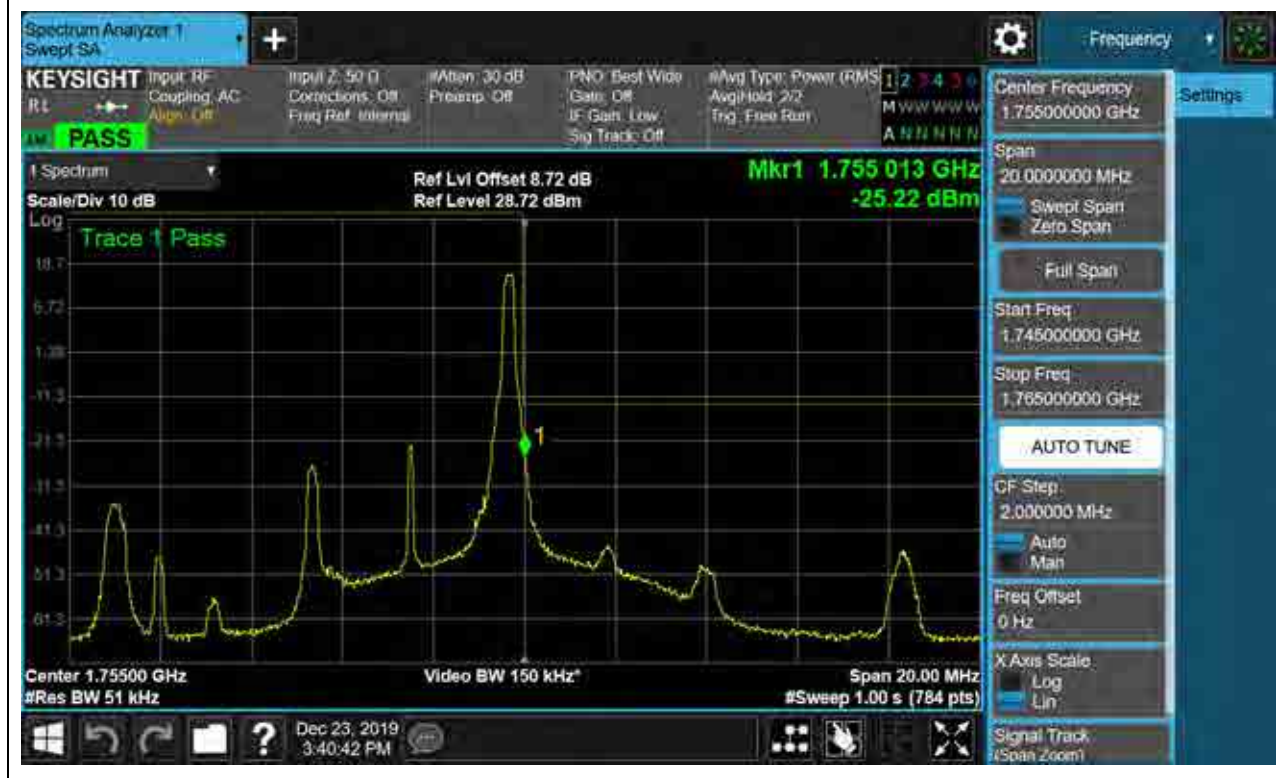 Spectrum Analyzer 1
Swept SA
+
Frequency
KEYSIGHT
R L
PASS
Input: RF
Coupling: AC
Align: Off
Input Z: 50 Ω
Corrections: Off
Freq Ref: Internal
#Atten: 30 dB
Preamp: Off
PNO: Best Wide
Gate: Off
IF Gain: Low
Sig Track: Off
#Avg Type: Power (RMS
Avg|Hold: 2/2
Trig: Free Run
1 2 3 4 5 6
M W W W W W
A N N N N N
1 Spectrum
Scale/Div 10 dB
Ref Lvl Offset 8.72 dB
Ref Level 28.72 dBm
Mkr1 1.755 013 GHz
-25.22 dBm
Log
Trace 1 Pass
18.7
8.72
-11.3
-21.3
-41.3
-51.3
-61.3
1
Center 1.75500 GHz
#Res BW 51 kHz
Video BW 150 kHz*
Span 20.00 MHz
#Sweep 1.00 s (784 pts)
Dec 23, 2019
3:40:42 PM
?
Center Frequency
1.755000000 GHz
Settings
Span
20.0000000 MHz
Swept Span
Zero Span
Full Span
Start Freq
1.745000000 GHz
Stop Freq
1.765000000 GHz
AUTO TUNE
CF Step
2.000000 MHz
Auto
Man
Freq Offset
0 Hz
X Axis Scale
Log
Lin
Signal Track
(Span Zoom)